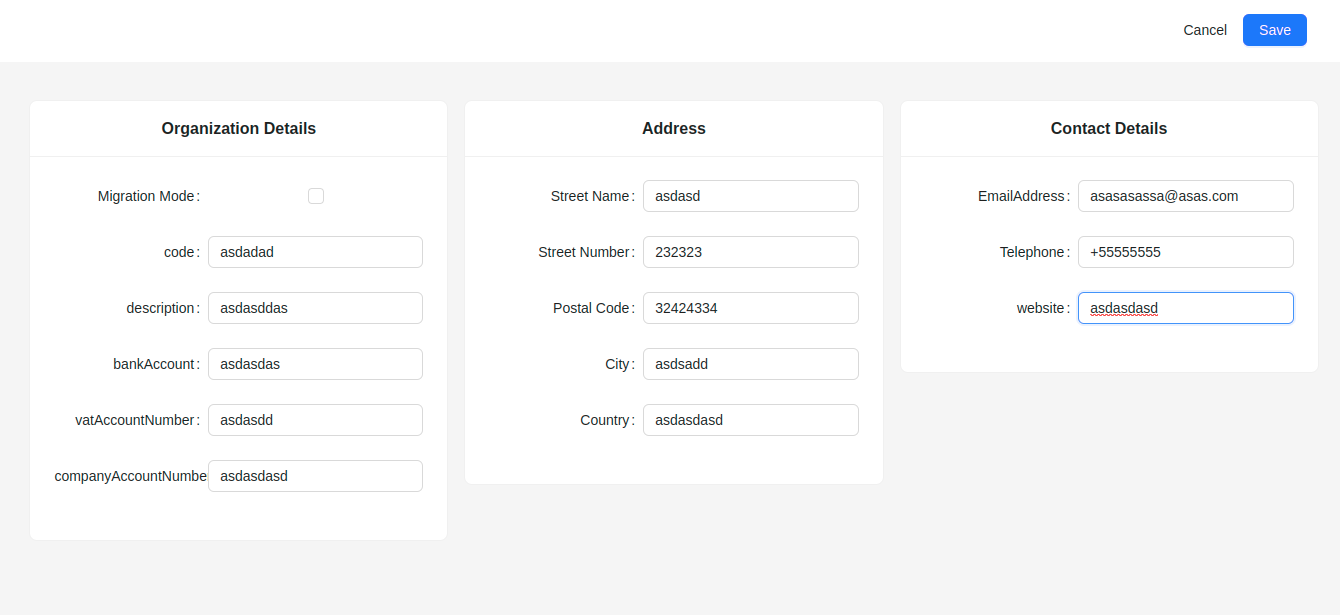 Cancel Save
Organization Details
Migration Mode:
code: asdadad
description: asdasddas
bankAccount: asdasdas
vatAccountNumber: asdasdd
companyAccountNumbe asdasdasd
Address
Street Name: asdasd
Street Number: 232323
Postal Code: 32424334
City: asdsadd
Country: asdasdasd
Contact Details
EmailAddress: asasasassa@asas.com
Telephone: +55555555
website: asdasdasd